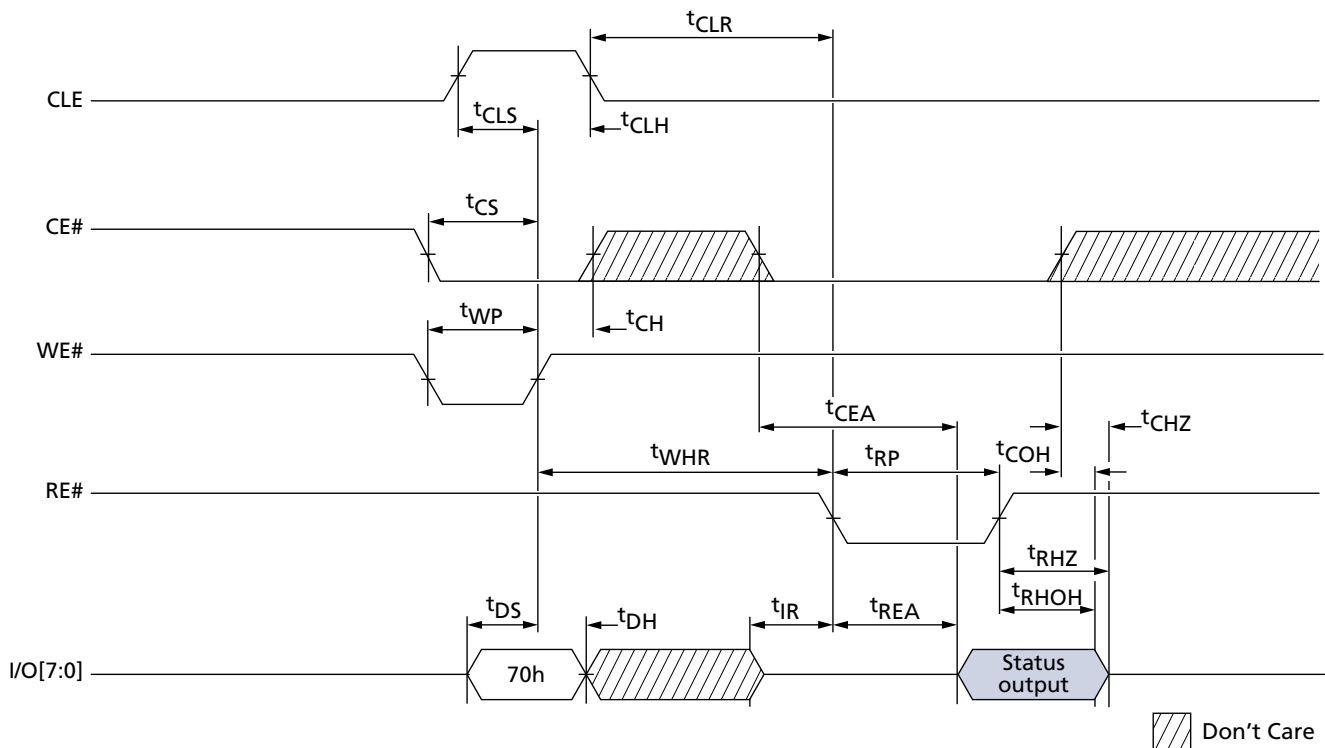 tCLR
CLE
tCLS
tCLH
tCS
CE#
tWP
tCH
WE#
tCEA
tCHZ
tWHR
tRP
tCOH
RE#
tRHZ
tRHOH
tDS
tDH
tIR
tREA
I/O[7:0]
70h
Status
output
Don't Care